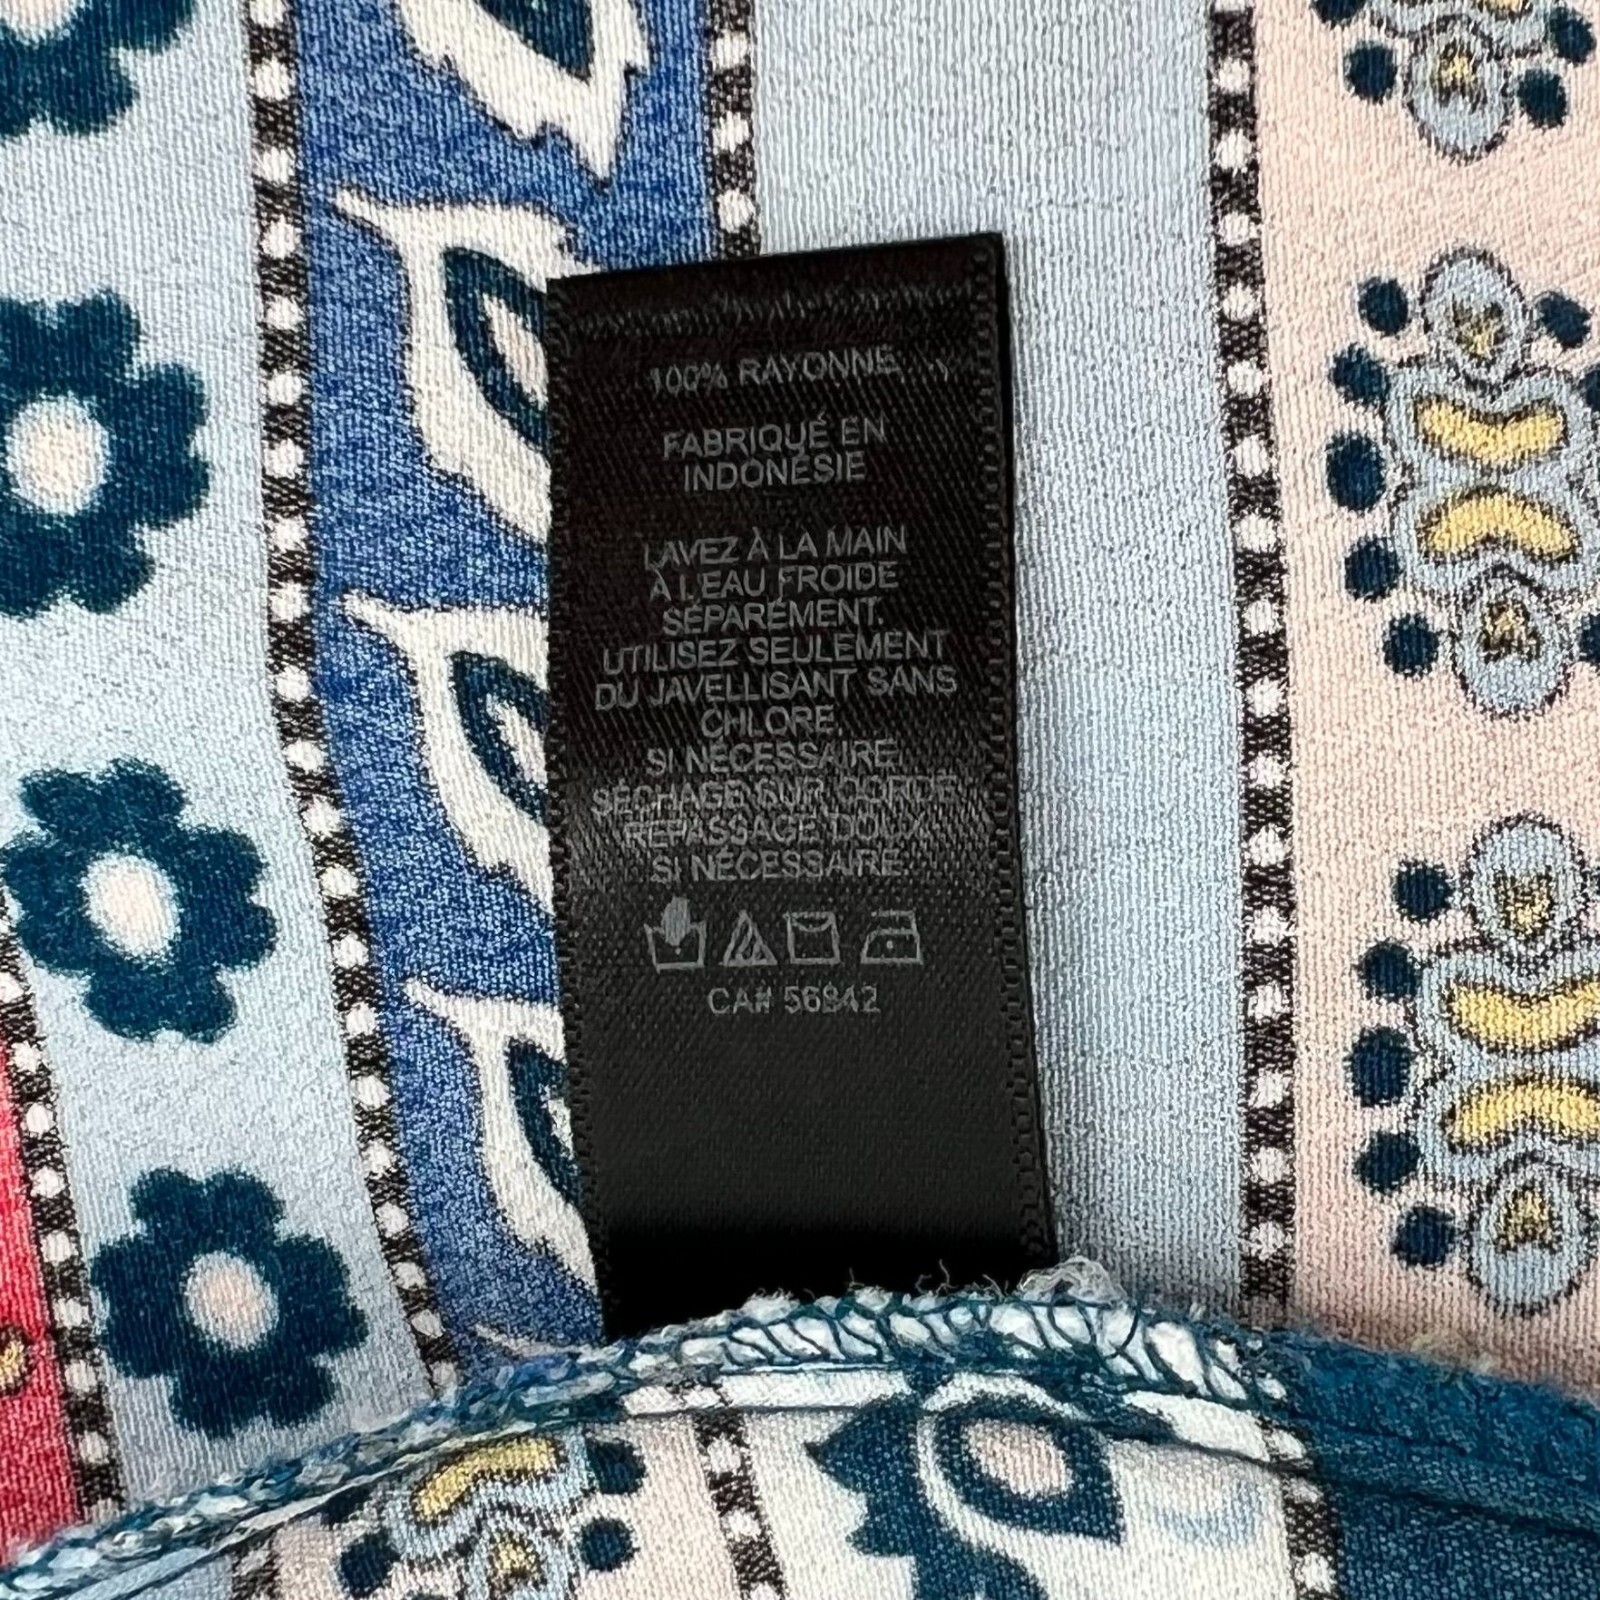 100% RAYONNE
FABRIQUÉ EN
INDONÉSIE
LAVEZ À LA MAIN
À L'EAU FROIDE
SÉPARÉMENT.
UTILISEZ SEULEMENT
DU JAVELLISANT SANS
CHLORE.
SI NÉCESSAIRE.
SÉCHAGE SUR CORDE.
REPASSAGE DOUX.
SI NÉCESSAIRE.
CA# 56842